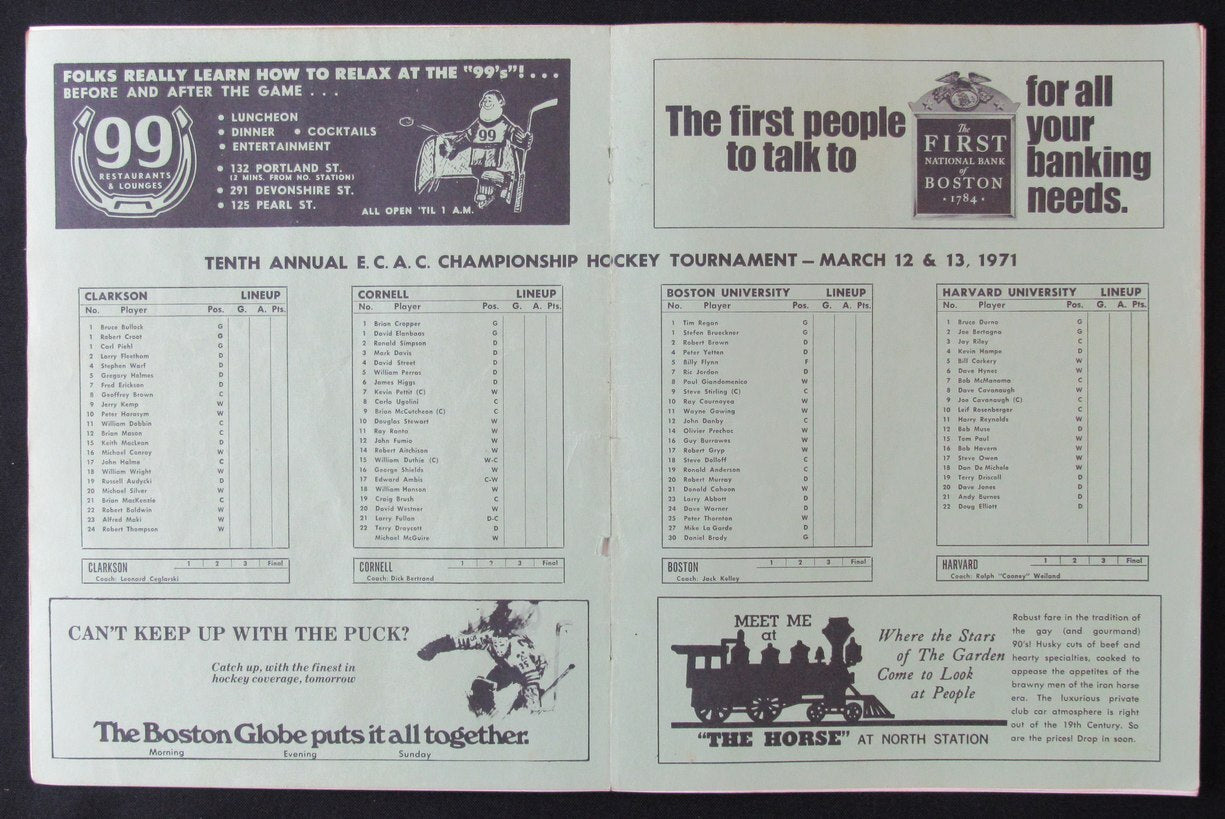 FOLKS REALLY LEARN HOW TO RELAX AT THE "99's"! . . .
BEFORE AND AFTER THE GAME . . .
99
RESTAURANTS
& LOUNGES
• LUNCHEON
• DINNER • COCKTAILS
• ENTERTAINMENT
• 132 PORTLAND ST.
(2 MINS. FROM NO. STATION)
• 291 DEVONSHIRE ST.
• 125 PEARL ST.
ALL OPEN 'TIL 1 A.M.
99
The first people
to talk to
The
FIRST
NATIONAL BANK
of
BOSTON
• 1784 •
for all
your
banking
needs.
TENTH ANNUAL E. C. A. C. CHAMPIONSHIP HOCKEY TOURNAMENT — MARCH 12 & 13, 1971
CLARKSON LINEUP
No. Player Pos. G. A. Pts.
1 Bruce Bullock G
1 Robert Croot G
1 Carl Piehl G
2 Larry Fleetham D
4 Stephen Warf D
5 Gregory Holmes D
7 Fred Erickson D
8 Geoffrey Brown C
9 Jerry Kemp W
10 Peter Harasym W
11 William Dobbin C
12 Brian Mason C
15 Keith MacLean D
16 Michael Conroy W
17 John Halme C
18 William Wright W
19 Russell Audycki D
20 Michael Silver W
21 Brian MacKenzie C
22 Robert Baldwin W
23 Alfred Maki W
24 Robert Thompson W
CLARKSON 1 2 3 Final
Coach: Leonard Ceglarski
CORNELL LINEUP
No. Player Pos. G. A. Pts.
1 Brian Cropper G
1 David Elenbaas G
2 Ronald Simpson D
3 Mark Davis D
4 David Street D
5 William Perras D
6 James Higgs D
7 Kevin Pettit (C) W
8 Carlo Ugolini C
9 Brian McCutcheon (C) C
10 Douglas Stewart W
11 Ray Ranta W
12 John Fumio W
14 Robert Aitchison W
15 William Duthie (C) W-C
16 George Shields W
17 Edward Ambis C-W
18 William Hanson W
19 Craig Brush C
20 David Westner W
21 Larry Fullan D-C
22 Terry Draycott D
Michael McGuire W
CORNELL 1 2 3 Final
Coach: Dick Bertrand
BOSTON UNIVERSITY LINEUP
No. Player Pos. G. A. Pts.
1 Tim Regan G
1 Stefen Brueckner G
2 Robert Brown D
4 Peter Yetten D
5 Billy Flynn F
7 Ric Jordan D
8 Paul Giandomenico W
9 Steve Stirling (C) C
10 Ray Cournoyea W
11 Wayne Gowing W
12 John Danby C
14 Olivier Prechac W
16 Guy Burrowes W
17 Robert Gryp W
18 Steve Dolloff C
19 Ronald Anderson C
20 Robert Murray D
21 Donald Cahoon W
23 Larry Abbott D
24 Dave Warner D
25 Peter Thornton W
27 Mike La Garde D
30 Daniel Brady G
BOSTON 1 2 3 Final
Coach: Jack Kelley
HARVARD UNIVERSITY LINEUP
No. Player Pos. G. A. Pts.
1 Bruce Durno G
2 Joe Bertagna G
3 Jay Riley C
4 Kevin Hampe D
5 Bill Corkery W
6 Dave Hynes W
7 Bob McManama C
8 Dave Cavanaugh W
9 Joe Cavanaugh (C) C
10 Leif Rosenberger C
11 Harry Reynolds W
12 Bob Muse D
15 Tom Paul W
16 Bob Havern W
17 Steve Owen W
18 Dan De Michele W
19 Terry Driscoll D
20 Dave Jones D
21 Andy Burnes D
22 Doug Elliott D
HARVARD 1 2 3 Final
Coach: Ralph "Cooney" Weiland
CAN'T KEEP UP WITH THE PUCK?
Catch up, with the finest in
hockey coverage, tomorrow
The Boston Globe puts it all together.
Morning Evening Sunday
MEET ME
at
Where the Stars
of The Garden
Come to Look
at People
"THE HORSE" AT NORTH STATION
Robust fare in the tradition of
the gay (and gourmand)
90's! Husky cuts of beef and
hearty specialties, cooked to
appease the appetites of the
brawny men of the iron horse
era. The luxurious private
club car atmosphere is right
out of the 19th Century. So
are the prices! Drop in soon.